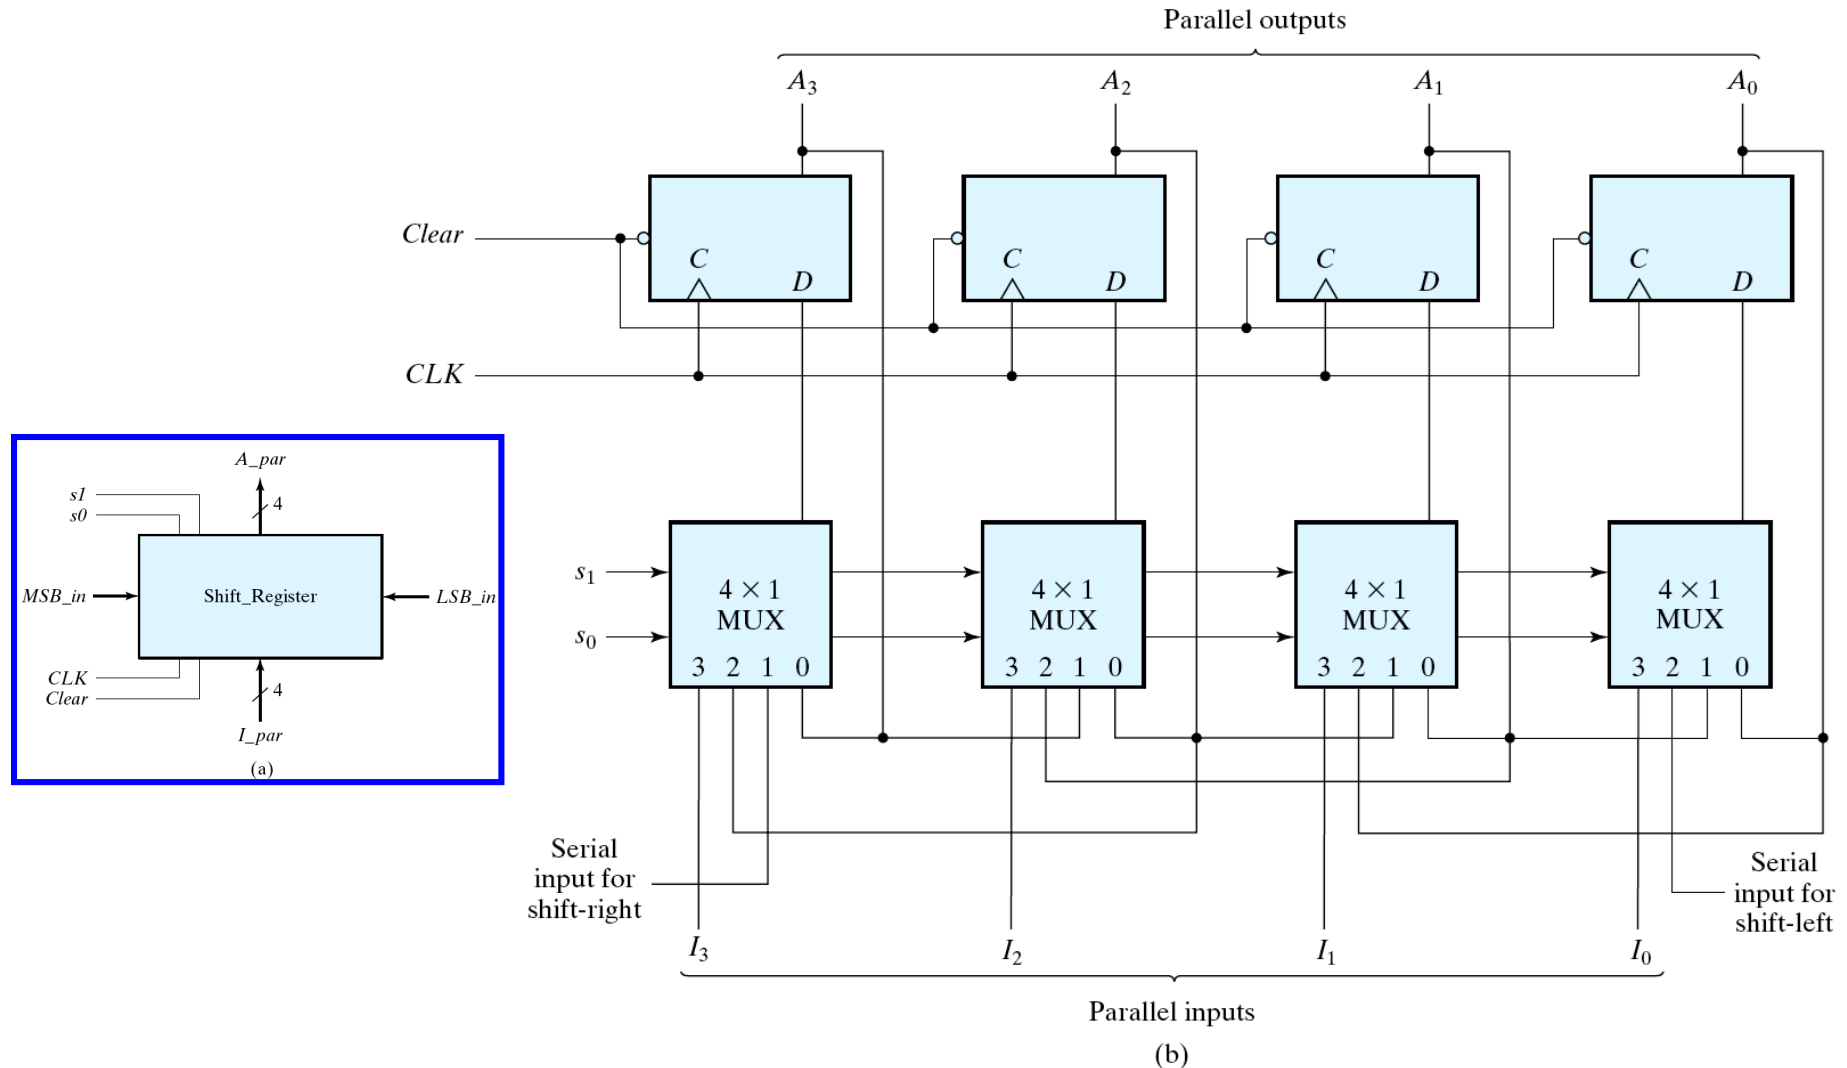 Parallel outputs
A₃ A₂ A₁ A₀
Clear
C D C D C D C D
CLK
A_par
s1
4
s0
MSB_in Shift_Register LSB_in
CLK
4
Clear
I_par
(a)
s₁
4 × 1 4 × 1 4 × 1 4 × 1
MUX MUX MUX MUX
s₀
3 2 1 0 3 2 1 0 3 2 1 0 3 2 1 0
Serial
input for
shift-right
Serial
input for
shift-left
I₃ I₂ I₁ I₀
Parallel inputs
(b)